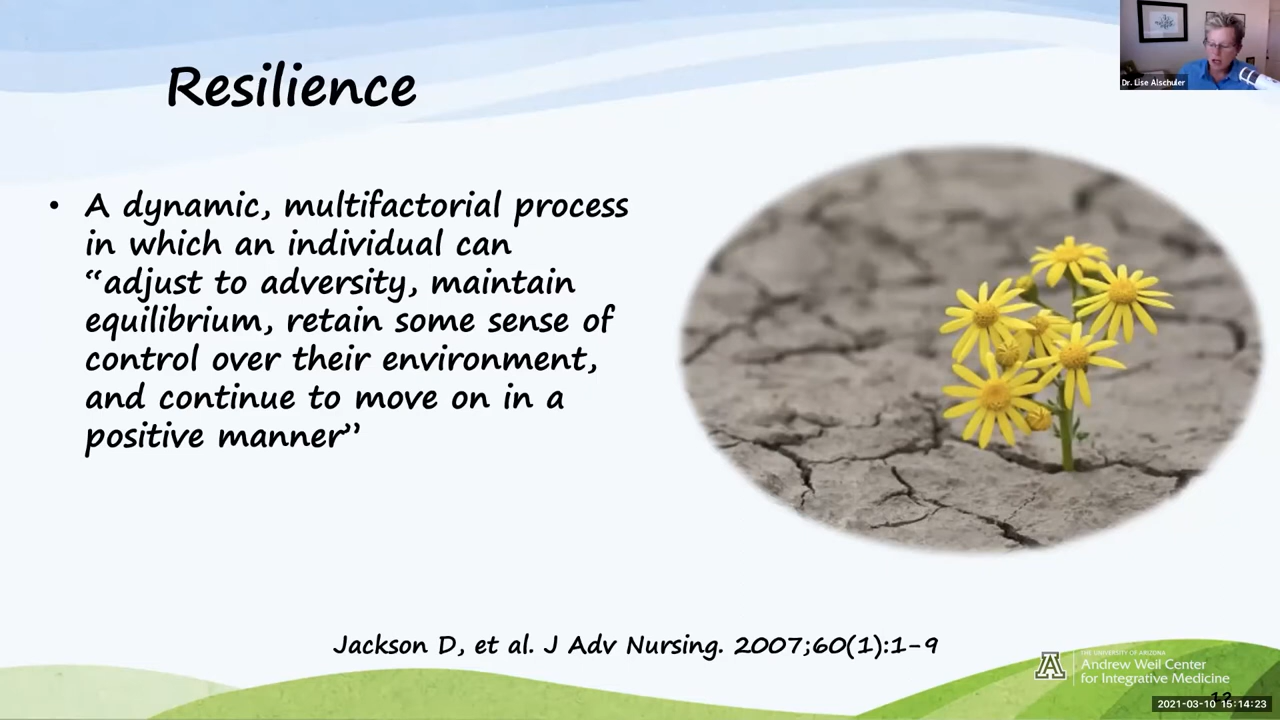 Resilience
Dr. Lise Alschuler
• A dynamic, multifactorial process
in which an individual can
“adjust to adversity, maintain
equilibrium, retain some sense of
control over their environment,
and continue to move on in a
positive manner”
Jackson D, et al. J Adv Nursing. 2007;60(1):1-9
THE UNIVERSITY OF ARIZONA
Andrew Weil Center
for Integrative Medicine
12
2021-03-10 15:14:23